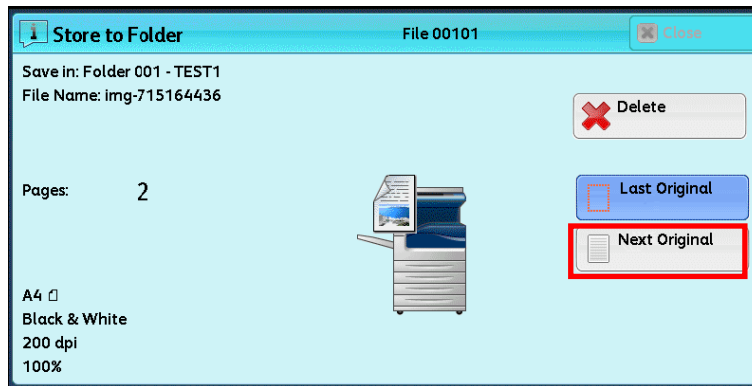 Store to Folder File 00101 Close
Save in: Folder 001 - TEST1
File Name: img-715164436
Delete
Pages: 2
Last Original
Next Original
A4
Black & White
200 dpi
100%